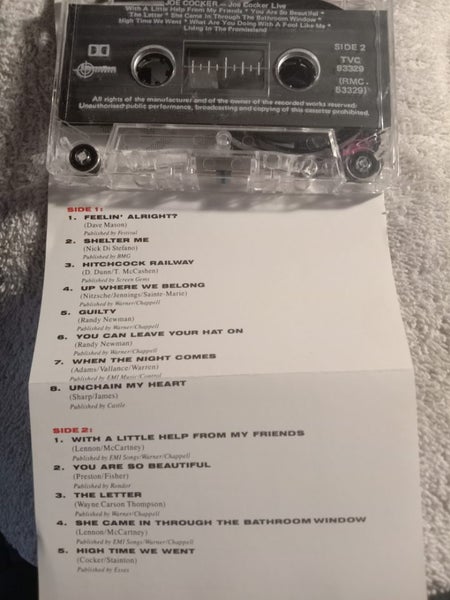 JOE COCKER – Joe Cocker Live
With A Little Help From My Friends * You Are So Beautiful *
The Letter * She Came In Through The Bathroom Window *
High Time We Went * What Are You Doing With A Fool Like Me *
Living In The Promiseland
SIDE 2
TVC
93329
(RMC-
53329)
All rights of the manufacturer and of the owner of the recorded works reserved.
Unauthorised public performance, broadcasting and copying of this cassette prohibited.
SIDE 1:
1. FEELIN' ALRIGHT?
(Dave Mason)
Published by Festival
2. SHELTER ME
(Nick Di Stefano)
Published by BMG
3. HITCHCOCK RAILWAY
(D. Dunn/T. McCashen)
Published by Screen Gems
4. UP WHERE WE BELONG
(Nitzsche/Jennings/Sainte-Marie)
Published by Warner/Chappell
5. GUILTY
(Randy Newman)
Published by Warner/Chappell
6. YOU CAN LEAVE YOUR HAT ON
(Randy Newman)
Published by Warner/Chappell
7. WHEN THE NIGHT COMES
(Adams/Vallance/Warren)
Published by EMI Music/Control
8. UNCHAIN MY HEART
(Sharp/James)
Published by Castle
SIDE 2:
1. WITH A LITTLE HELP FROM MY FRIENDS
(Lennon/McCartney)
Published by EMI Songs/Warner/Chappell
2. YOU ARE SO BEAUTIFUL
(Preston/Fisher)
Published by Rondor
3. THE LETTER
(Wayne Carson Thompson)
Published by Warner/Chappell
4. SHE CAME IN THROUGH THE BATHROOM WINDOW
(Lennon/McCartney)
Published by EMI Songs/Warner/Chappell
5. HIGH TIME WE WENT
(Cocker/Stainton)
Published by Essex